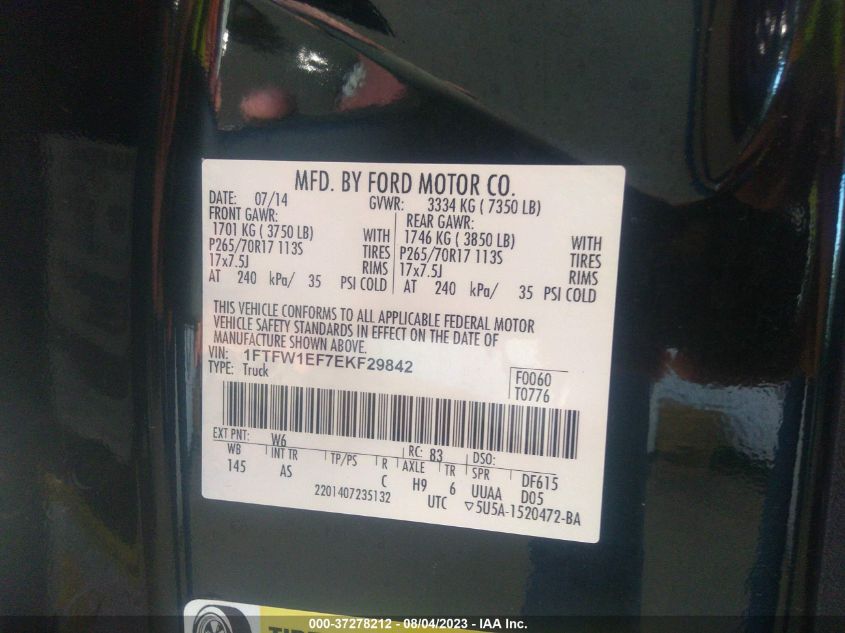 MFD. BY FORD MOTOR CO.
DATE: 07/14 GVWR: 3334 KG ( 7350 LB)
FRONT GAWR: REAR GAWR:
1701 KG ( 3750 LB) WITH 1746 KG ( 3850 LB) WITH
P265/70R17 113S TIRES P265/70R17 113S TIRES
17x7.5J RIMS 17x7.5J RIMS
AT 240 kPa/ 35 PSI COLD AT 240 kPa/ 35 PSI COLD
THIS VEHICLE CONFORMS TO ALL APPLICABLE FEDERAL MOTOR
VEHICLE SAFETY STANDARDS IN EFFECT ON THE DATE OF
MANUFACTURE SHOWN ABOVE.
VIN: 1FTFW1EF7EKF29842
TYPE: Truck F0060
T0776
EXT PNT: W6 RC: 83 DSO:
WB INT TR TP/PS R AXLE TR SPR DF615
145 AS C H9 6 UUAA D05
2201407235132 UTC ▽5U5A-1520472-BA
000-37278212 - 08/04/2023 - IAA Inc.